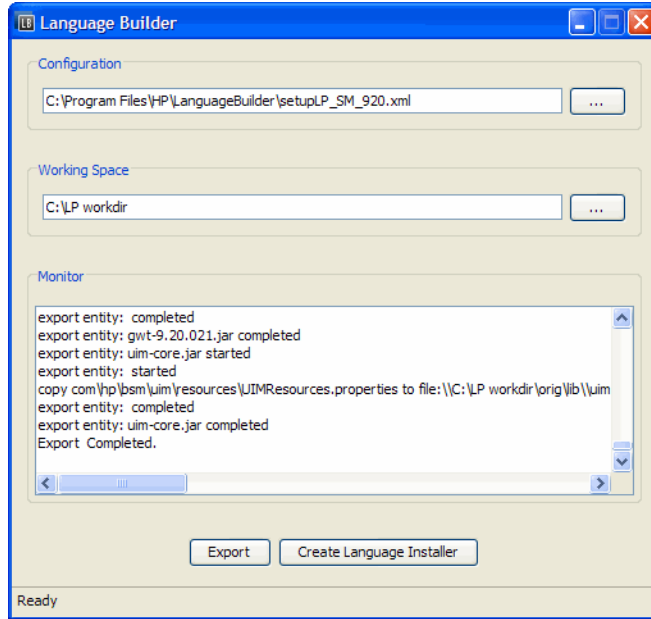 LB Language Builder
Configuration
C:\Program Files\HP\LanguageBuilder\setupLP_SM_920.xml
...
Working Space
C:\LP workdir
...
Monitor
export entity:  completed
export entity: gwt-9.20.021.jar completed
export entity: uim-core.jar started
export entity:  started
copy com\hp\bsm\uim\resources\UIMResources.properties to file:\\C:\LP workdir\orig\lib\\uim
export entity:  completed
export entity: uim-core.jar completed
Export  Completed.
Export
Create Language Installer
Ready